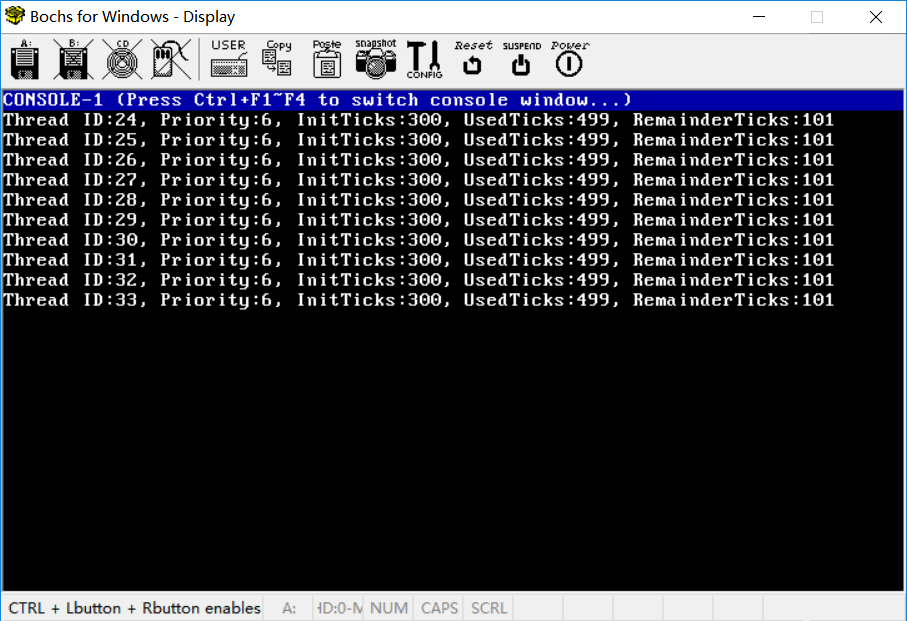 Bochs for Windows - Display
A: B: CD USER Copy Paste snapshot CONFIG Reset SUSPEND Power
CONSOLE-1 (Press Ctrl+F1~F4 to switch console window...)
Thread ID:24, Priority:6, InitTicks:300, UsedTicks:499, RemainderTicks:101
Thread ID:25, Priority:6, InitTicks:300, UsedTicks:499, RemainderTicks:101
Thread ID:26, Priority:6, InitTicks:300, UsedTicks:499, RemainderTicks:101
Thread ID:27, Priority:6, InitTicks:300, UsedTicks:499, RemainderTicks:101
Thread ID:28, Priority:6, InitTicks:300, UsedTicks:499, RemainderTicks:101
Thread ID:29, Priority:6, InitTicks:300, UsedTicks:499, RemainderTicks:101
Thread ID:30, Priority:6, InitTicks:300, UsedTicks:499, RemainderTicks:101
Thread ID:31, Priority:6, InitTicks:300, UsedTicks:499, RemainderTicks:101
Thread ID:32, Priority:6, InitTicks:300, UsedTicks:499, RemainderTicks:101
Thread ID:33, Priority:6, InitTicks:300, UsedTicks:499, RemainderTicks:101
CTRL + Lbutton + Rbutton enables A: HD:0-M NUM CAPS SCRL